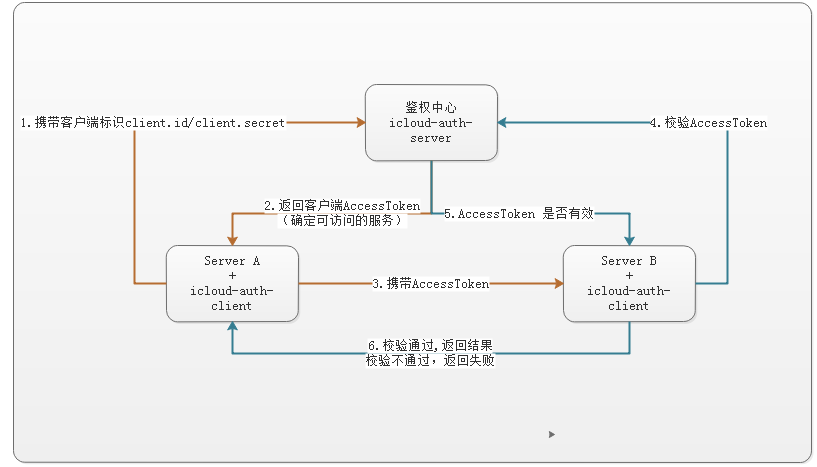 鉴权中心
icloud-auth-
server
1.携带客户端标识client.id/client.secret
4.校验AccessToken
2.返回客户端AccessToken
（确定可访问的服务）
5.AccessToken 是否有效
Server A
+
icloud-auth-
client
3.携带AccessToken
Server B
+
icloud-auth-
client
6.校验通过,返回结果
校验不通过，返回失败